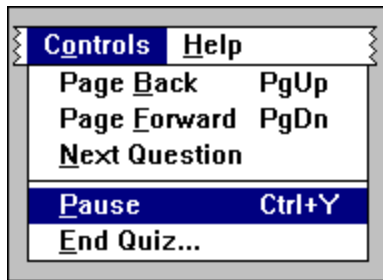 Controls Help
Page Back PgUp
Page Forward PgDn
Next Question
Pause Ctrl+Y
End Quiz...